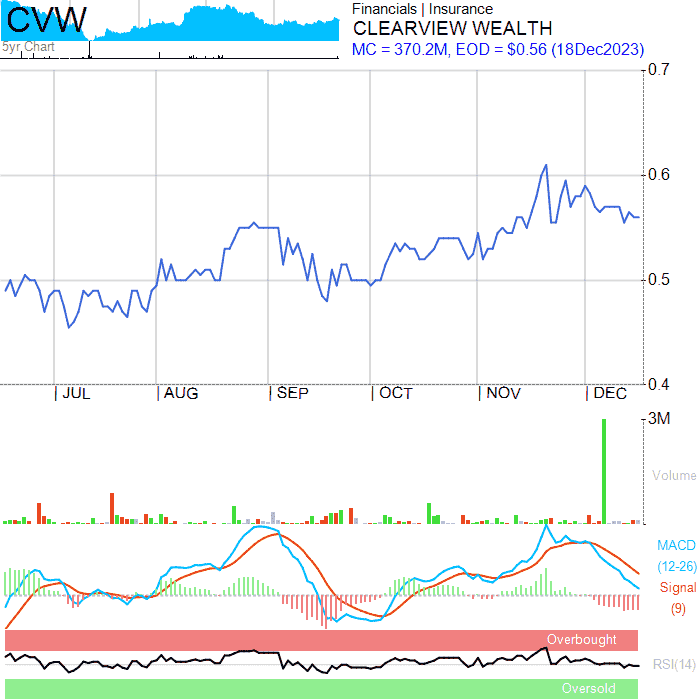 CVW
5yr Chart
Financials | Insurance
CLEARVIEW WEALTH
MC = 370.2M, EOD = $0.56 (18Dec2023)
0.7
0.6
0.5
0.4
| JUL | AUG | SEP | OCT | NOV | DEC
3M
Volume
MACD
(12-26)
Signal
(9)
Overbought
RSI(14)
Oversold